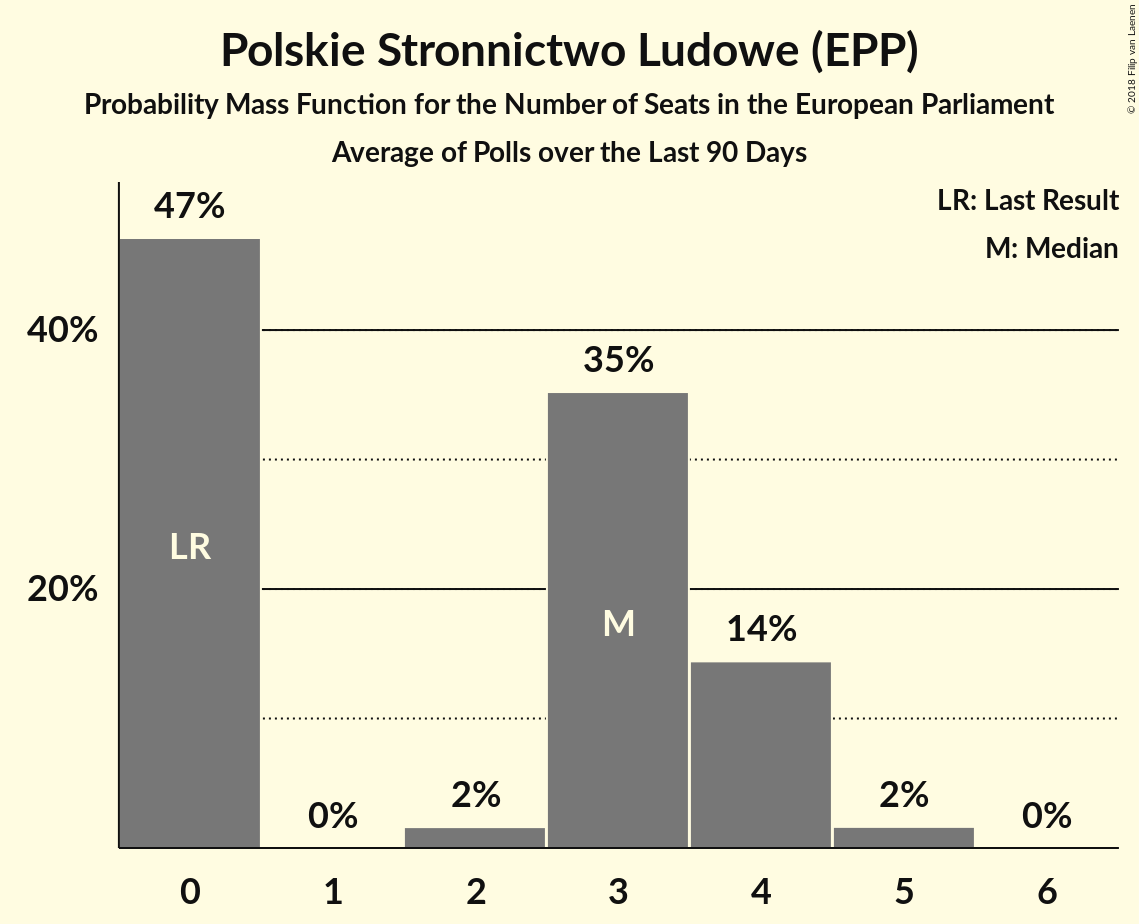 Polskie Stronnictwo Ludowe (EPP)
Probability Mass Function for the Number of Seats in the European Parliament
Average of Polls over the Last 90 Days
© 2018 Filip van Laenen
LR: Last Result
M: Median
47%
40%
35%
LR
20%
M
14%
2%
2%
0%
0%
0 1 2 3 4 5 6